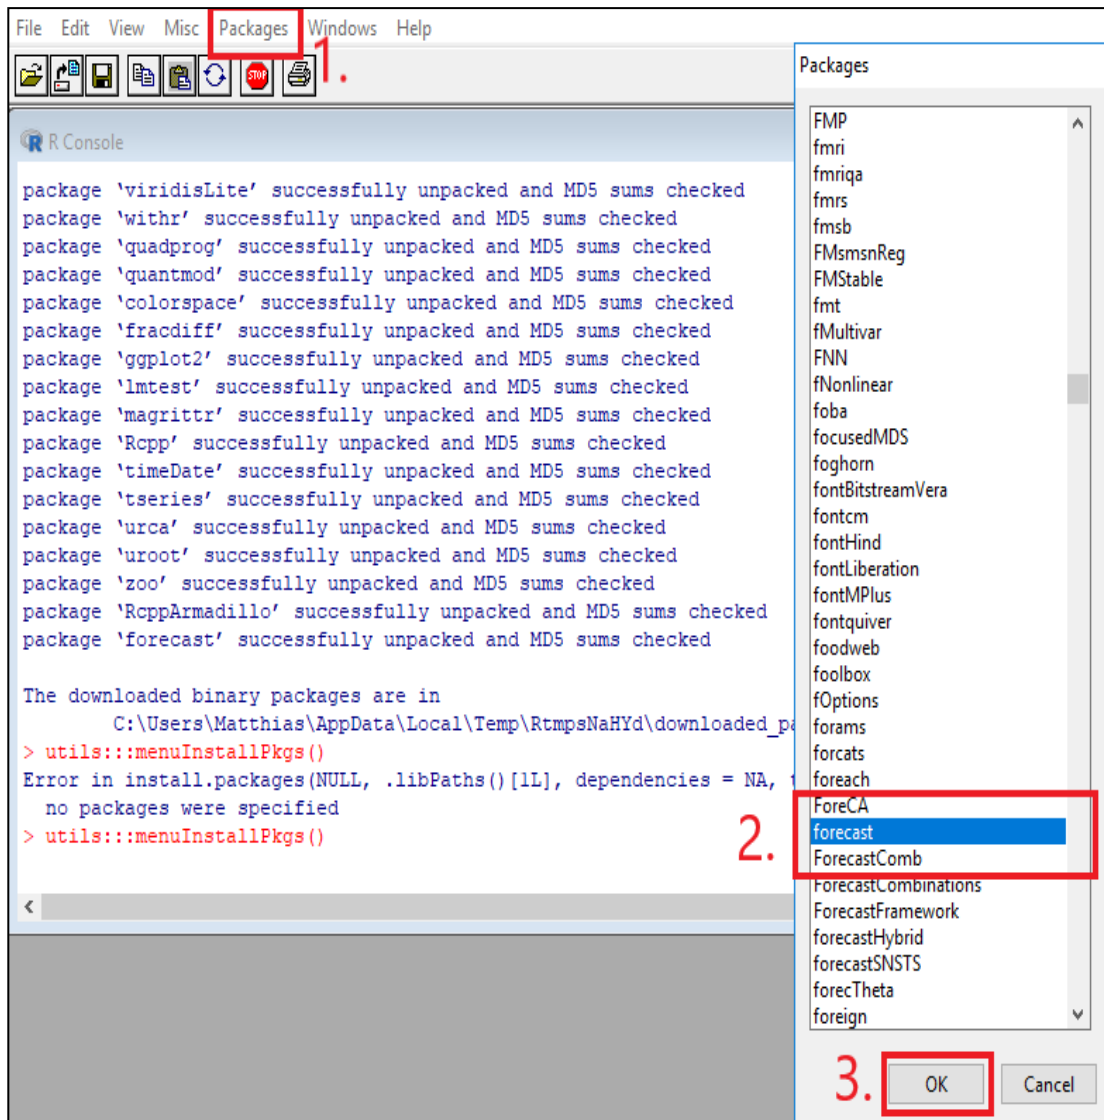 File Edit View Misc Packages Windows Help
1.
STOP
R Console
package ‘viridisLite’ successfully unpacked and MD5 sums checked
package ‘withr’ successfully unpacked and MD5 sums checked
package ‘quadprog’ successfully unpacked and MD5 sums checked
package ‘quantmod’ successfully unpacked and MD5 sums checked
package ‘colorspace’ successfully unpacked and MD5 sums checked
package ‘fracdiff’ successfully unpacked and MD5 sums checked
package ‘ggplot2’ successfully unpacked and MD5 sums checked
package ‘lmtest’ successfully unpacked and MD5 sums checked
package ‘magrittr’ successfully unpacked and MD5 sums checked
package ‘Rcpp’ successfully unpacked and MD5 sums checked
package ‘timeDate’ successfully unpacked and MD5 sums checked
package ‘tseries’ successfully unpacked and MD5 sums checked
package ‘urca’ successfully unpacked and MD5 sums checked
package ‘uroot’ successfully unpacked and MD5 sums checked
package ‘zoo’ successfully unpacked and MD5 sums checked
package ‘RcppArmadillo’ successfully unpacked and MD5 sums checked
package ‘forecast’ successfully unpacked and MD5 sums checked
The downloaded binary packages are in
C:\Users\Matthias\AppData\Local\Temp\RtmpsNaHYd\downloaded_pa
> utils:::menuInstallPkgs()
Error in install.packages(NULL, .libPaths()[1L], dependencies = NA, t
no packages were specified
> utils:::menuInstallPkgs()
Packages
FMP
fmri
fmriqa
fmrs
fmsb
FMsmsnReg
FMStable
fmt
fMultivar
FNN
fNonlinear
foba
focusedMDS
foghorn
fontBitstreamVera
fontcm
fontHind
fontLiberation
fontMPlus
fontquiver
foodweb
foolbox
fOptions
forams
forcats
foreach
ForeCA
2.
forecast
ForecastComb
ForecastCombinations
ForecastFramework
forecastHybrid
forecastSNSTS
forecTheta
foreign
3.
OK Cancel